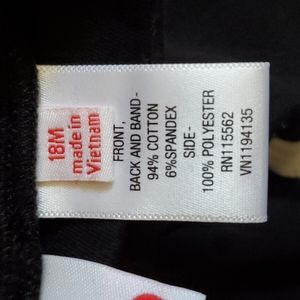 18M
made in
Vietnam
FRONT,
BACK AND BAND-
94% COTTON
6%SPANDEX
SIDE-
100% POLYESTER
RN115562
VN1194135